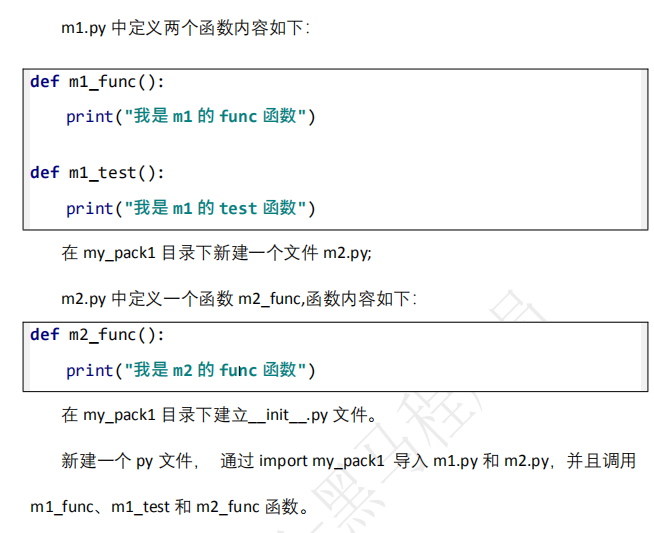 m1.py 中定义两个函数内容如下：
def m1_func():
print("我是 m1 的 func 函数")
def m1_test():
print("我是 m1 的 test 函数")
在 my_pack1 目录下新建一个文件 m2.py;
m2.py 中定义一个函数 m2_func,函数内容如下：
def m2_func():
print("我是 m2 的 func 函数")
在 my_pack1 目录下建立__init__.py 文件。
新建一个 py 文件， 通过 import my_pack1 导入 m1.py 和 m2.py，并且调用
m1_func、m1_test 和 m2_func 函数。
黑马程序员